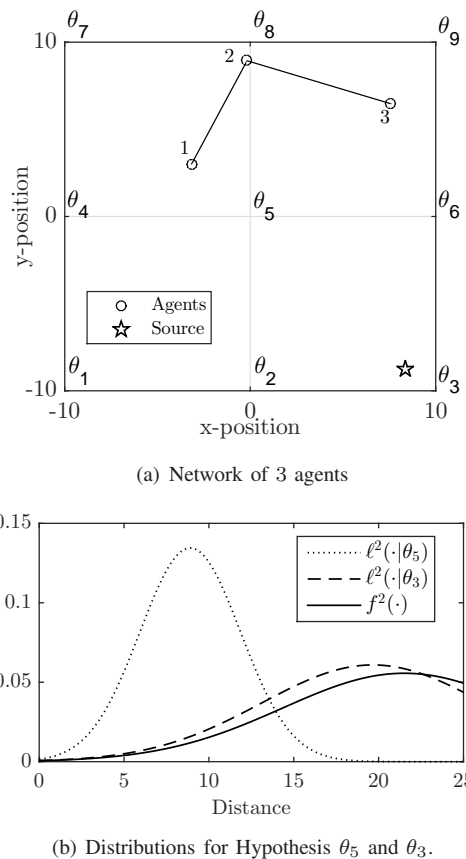 θ7 θ8 θ9
10
2
3
1
θ4 θ5 θ6
0
y-position
Agents
Source
θ1 θ2 θ3
-10
-10 0 10
x-position
(a) Network of 3 agents
0.15
ℓ²(·|θ5)
ℓ²(·|θ3)
f²(·)
0.1
0.05
0
0 5 10 15 20 25
Distance
(b) Distributions for Hypothesis θ5 and θ3.